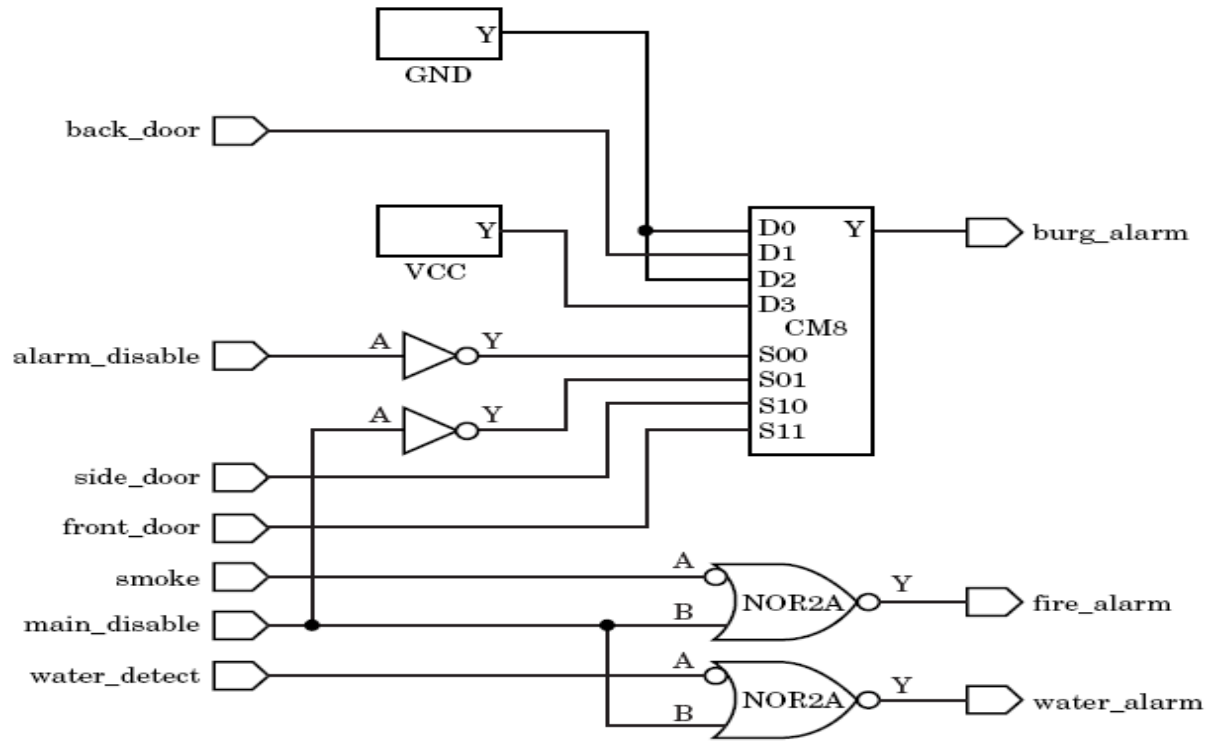 Y
GND
back_door
Y
VCC
D0 Y
burg_alarm
D1
D2
D3
CM8
alarm_disable
A Y
S00
S01
A Y
S10
S11
side_door
front_door
smoke
A
NOR2A
Y
fire_alarm
main_disable
B
water_detect
A
NOR2A
Y
water_alarm
B